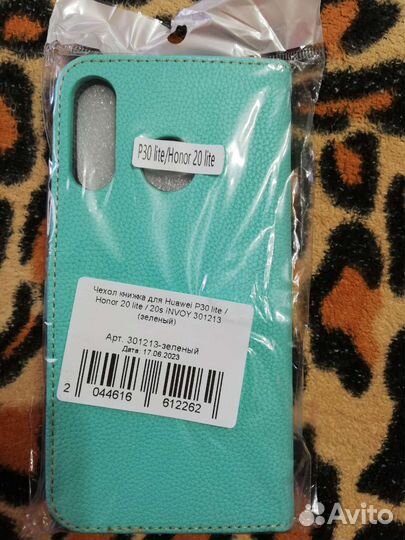 P30 lite/Honor 20 lite
Чехол книжка для Huawei P30 lite /
Honor 20 lite / 20s INVOY 301213
(зеленый)
Арт. 301213-зеленый
Дата: 17.06.2023
2 044616 612262
Avito